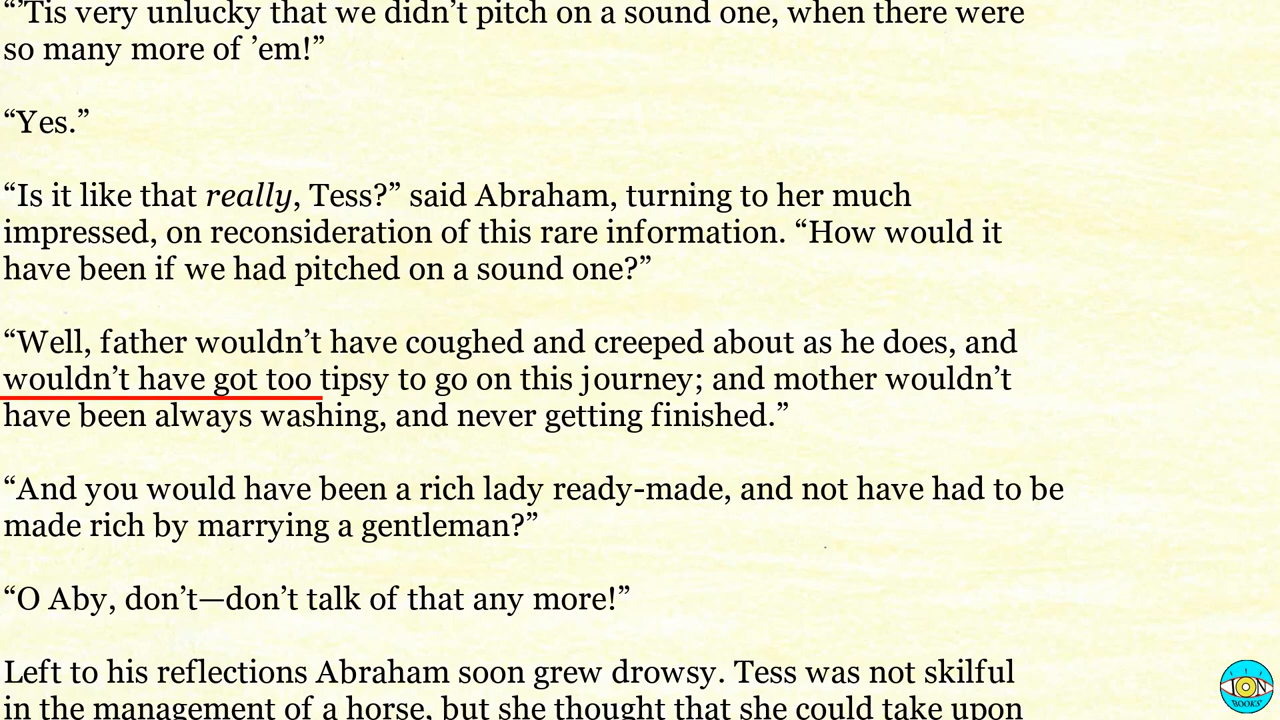 “’Tis very unlucky that we didn’t pitch on a sound one, when there were
so many more of ’em!”
“Yes.”
“Is it like that really, Tess?” said Abraham, turning to her much
impressed, on reconsideration of this rare information. “How would it
have been if we had pitched on a sound one?”
“Well, father wouldn’t have coughed and creeped about as he does, and
wouldn’t have got too tipsy to go on this journey; and mother wouldn’t
have been always washing, and never getting finished.”
“And you would have been a rich lady ready-made, and not have had to be
made rich by marrying a gentleman?”
“O Aby, don’t—don’t talk of that any more!”
Left to his reflections Abraham soon grew drowsy. Tess was not skilful
in the management of a horse, but she thought that she could take upon
ION
BOOKS